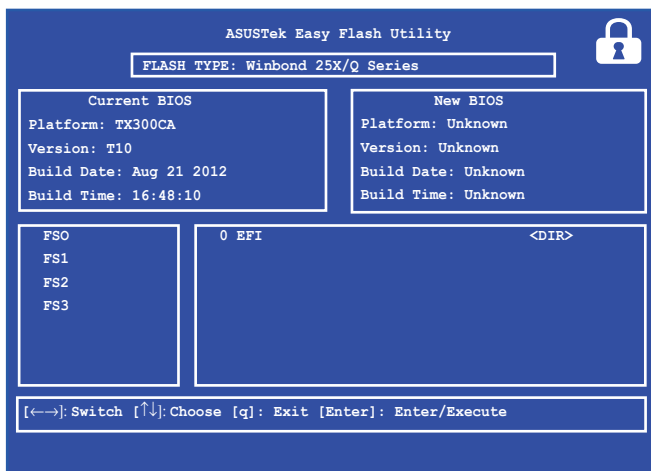 ASUSTek Easy Flash Utility
FLASH TYPE: Winbond 25X/Q Series
Current BIOS
Platform: TX300CA
Version: T10
Build Date: Aug 21 2012
Build Time: 16:48:10
New BIOS
Platform: Unknown
Version: Unknown
Build Date: Unknown
Build Time: Unknown
FSO
FS1
FS2
FS3
0 EFI <DIR>
[←→]: Switch [↑↓]: Choose [q]: Exit [Enter]: Enter/Execute